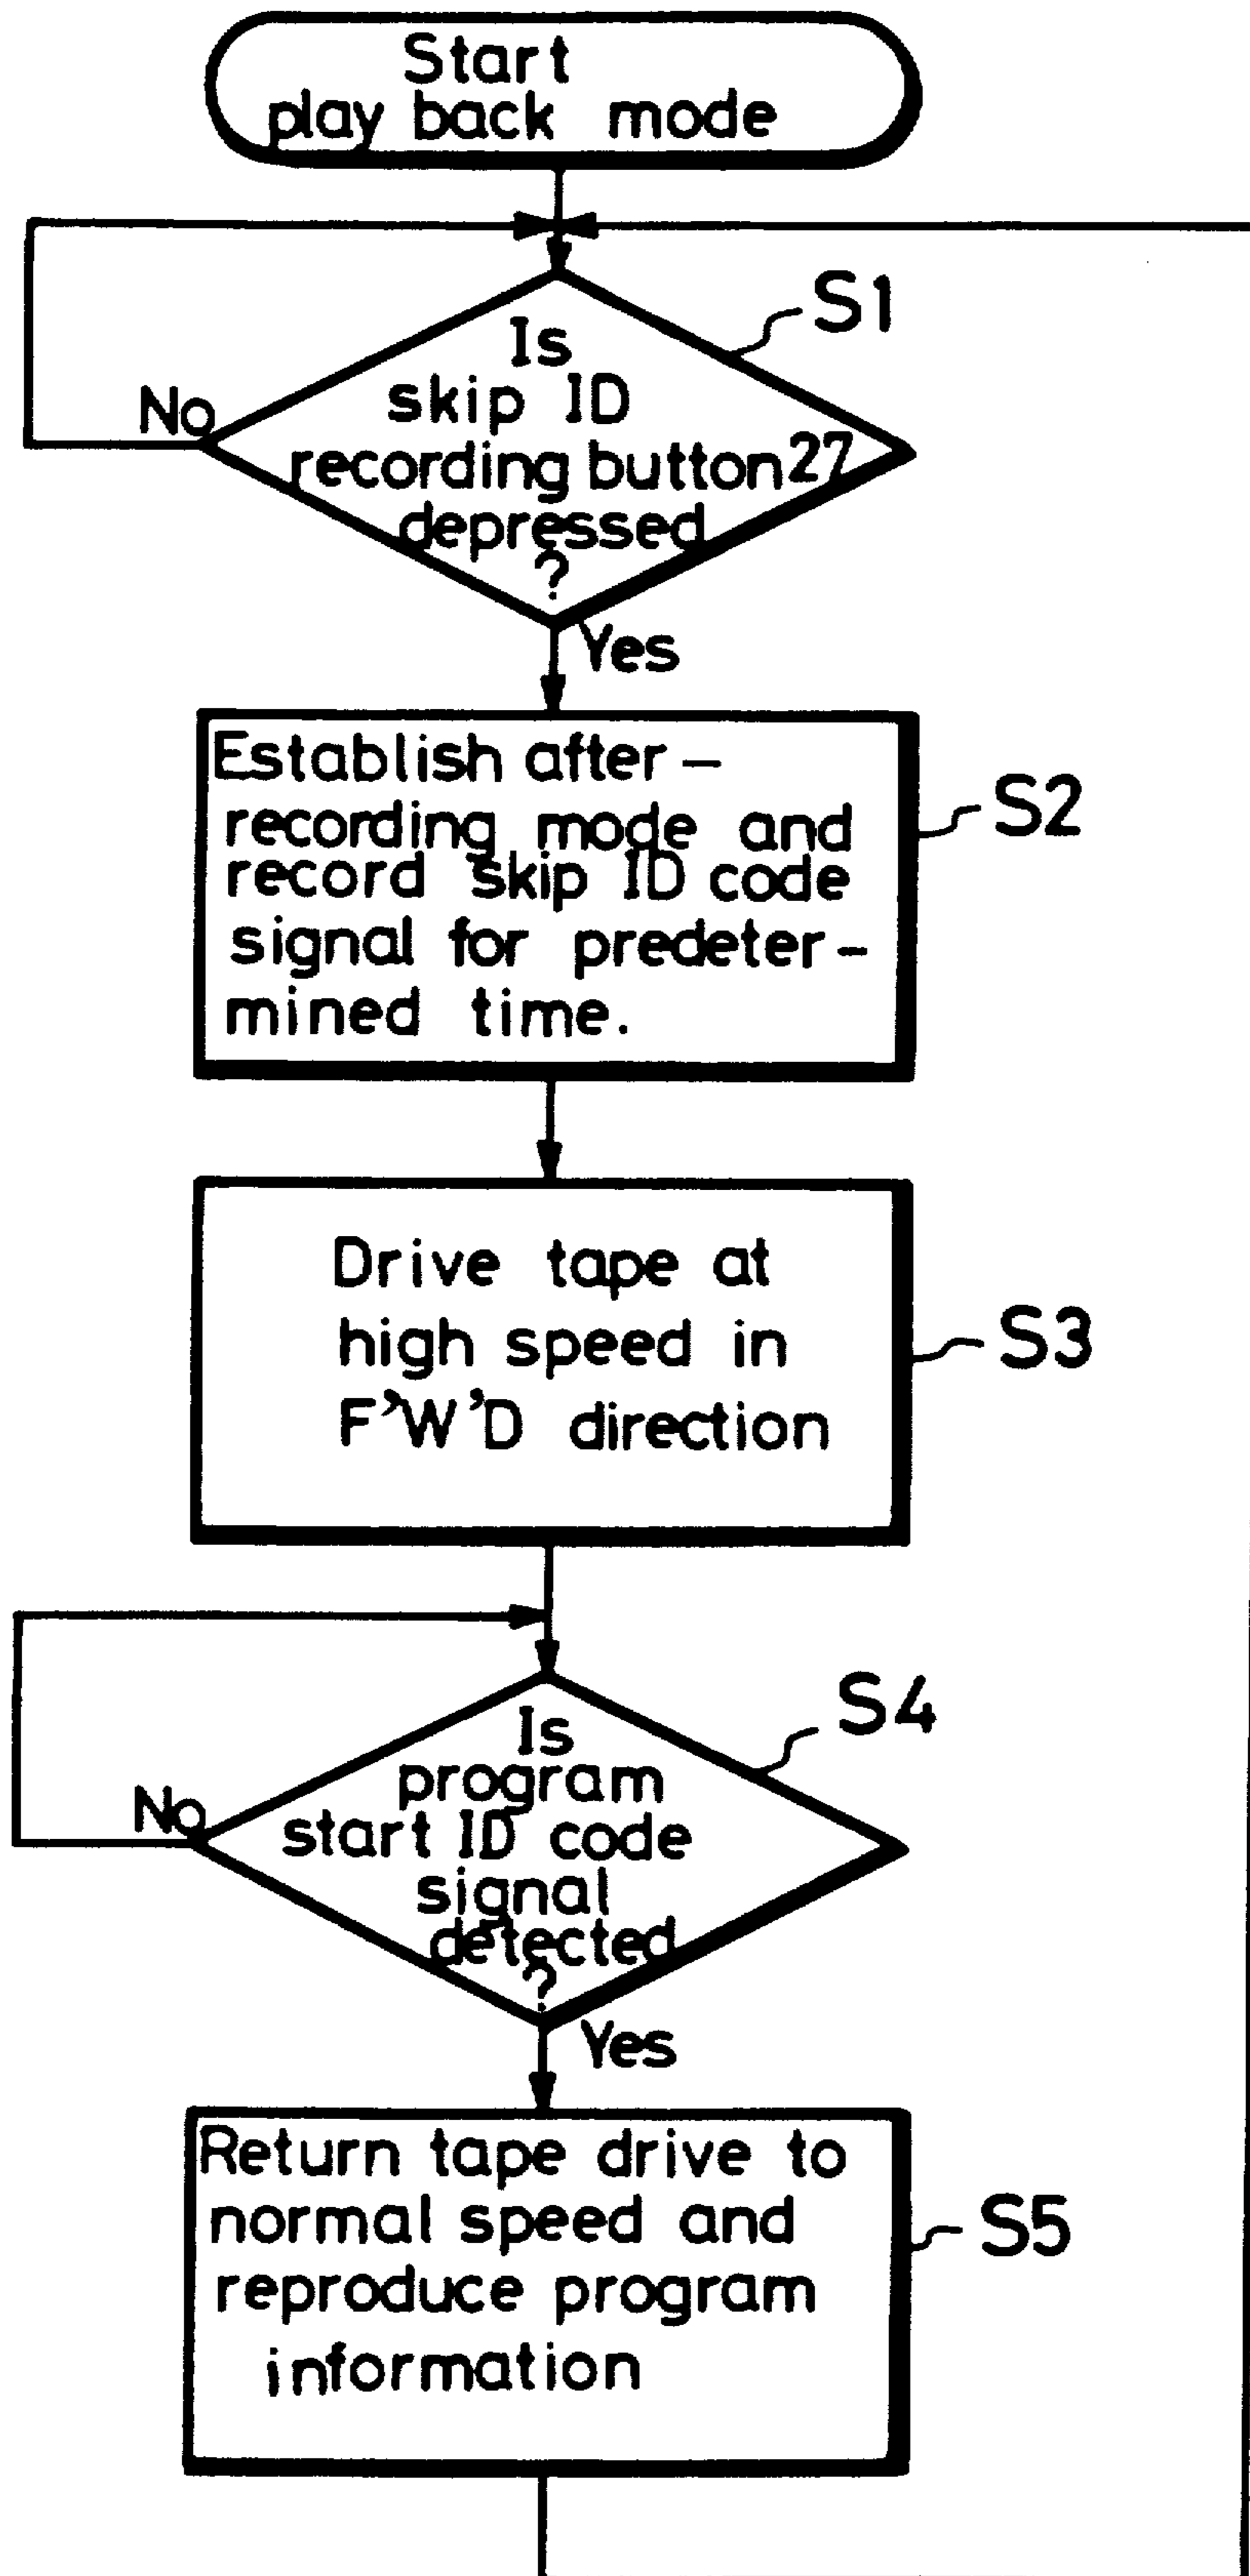 Start
play back mode
S1
Is
skip ID
No
recording button 27
depressed
?
Yes
Establish after-
S2
recording mode and
record skip ID code
signal for predeter-
mined time.
Drive tape at
high speed in
S3
F'W'D direction
S4
Is
program
No
start ID code
signal
detected
?
Yes
Return tape drive to
normal speed and
S5
reproduce program
information